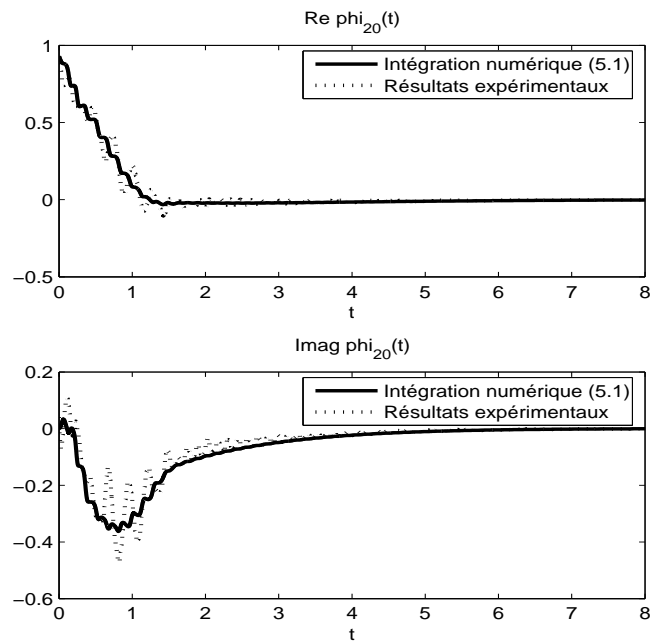 Re phi20(t)
1
0.5
0
−0.5
Intégration numérique (5.1)
Résultats expérimentaux
0 1 2 3 4 5 6 7 8
t
Imag phi20(t)
0.2
0
−0.2
−0.4
−0.6
Intégration numérique (5.1)
Résultats expérimentaux
0 1 2 3 4 5 6 7 8
t